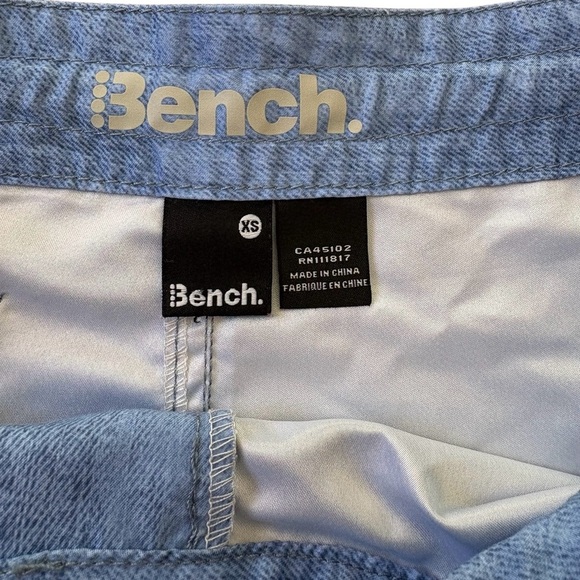 Bench.
XS
Bench.
CA45102
RN111817
MADE IN CHINA
FABRIQUE EN CHINE